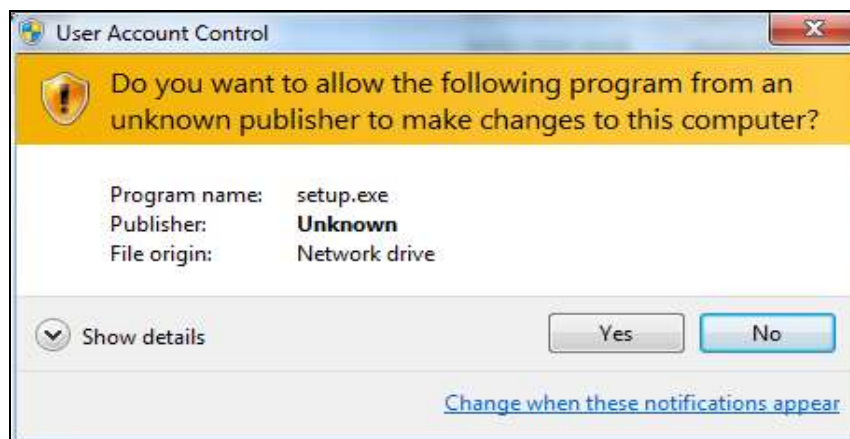 User Account Control
Do you want to allow the following program from an
unknown publisher to make changes to this computer?
Program name: setup.exe
Publisher: Unknown
File origin: Network drive
Show details
Yes
No
Change when these notifications appear